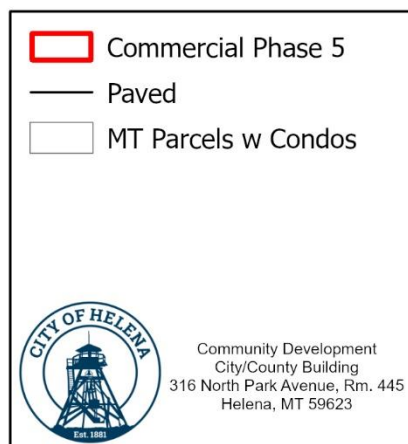 Commercial Phase 5
Paved
MT Parcels w Condos
CITY OF HELENA
Est. 1881
Community Development
City/County Building
316 North Park Avenue, Rm. 445
Helena, MT 59623